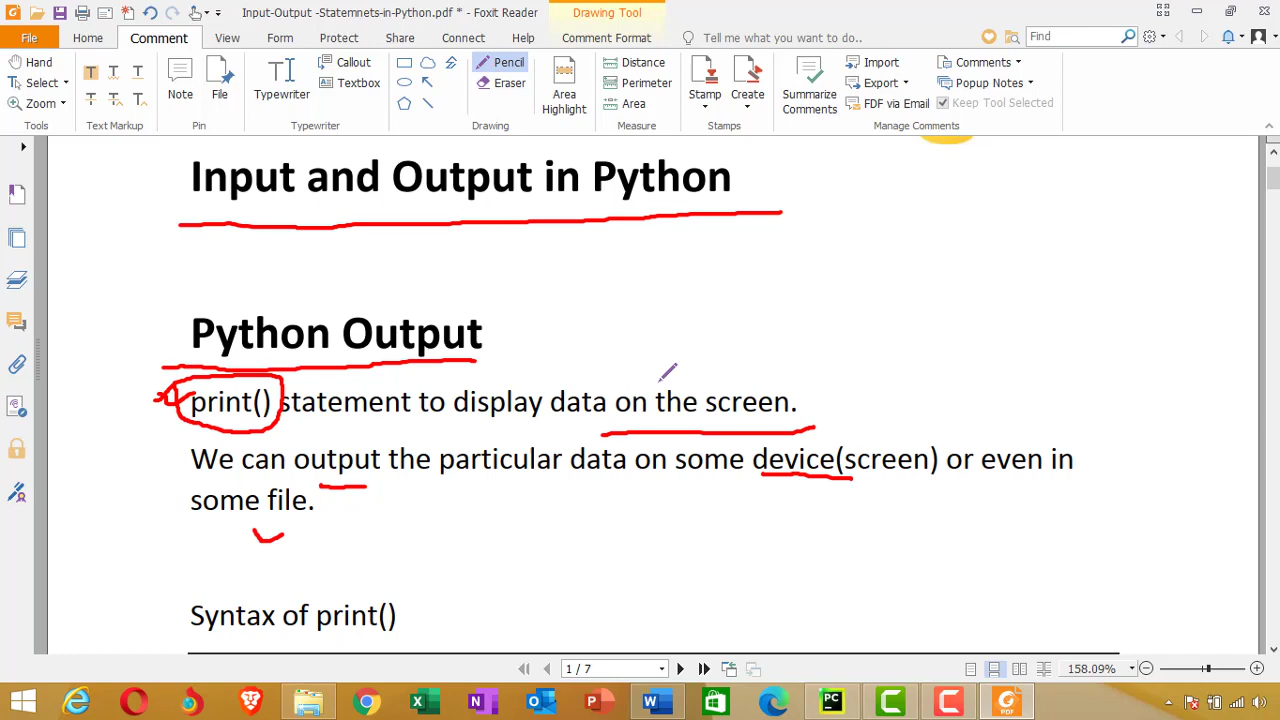 Input-Output -Statemnets-in-Python.pdf * - Foxit Reader
Drawing Tool
File
Home
Comment
View
Form
Protect
Share
Connect
Help
Comment Format
Tell me what you want to do..
Find
Hand
Select
Zoom
Tools
Text Markup
Note
File
Pin
Typewriter
Callout
Textbox
Typewriter
Pencil
Eraser
Drawing
Area
Highlight
Distance
Perimeter
Area
Measure
Stamp
Create
Stamps
Summarize
Comments
Import
Export
FDF via Email
Comments
Popup Notes
Keep Tool Selected
Manage Comments
Input and Output in Python
Python Output
print() statement to display data on the screen.
We can output the particular data on some device(screen) or even in
some file.
Syntax of print()
1 / 7
158.09%